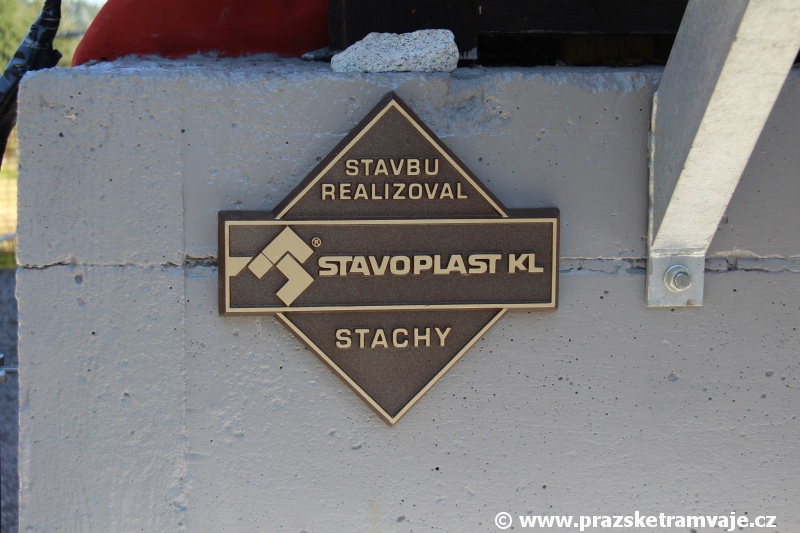 STAVBU
REALIZOVAL
® STAVOPLAST KL
STACHY
© www.prazsketramvaje.cz